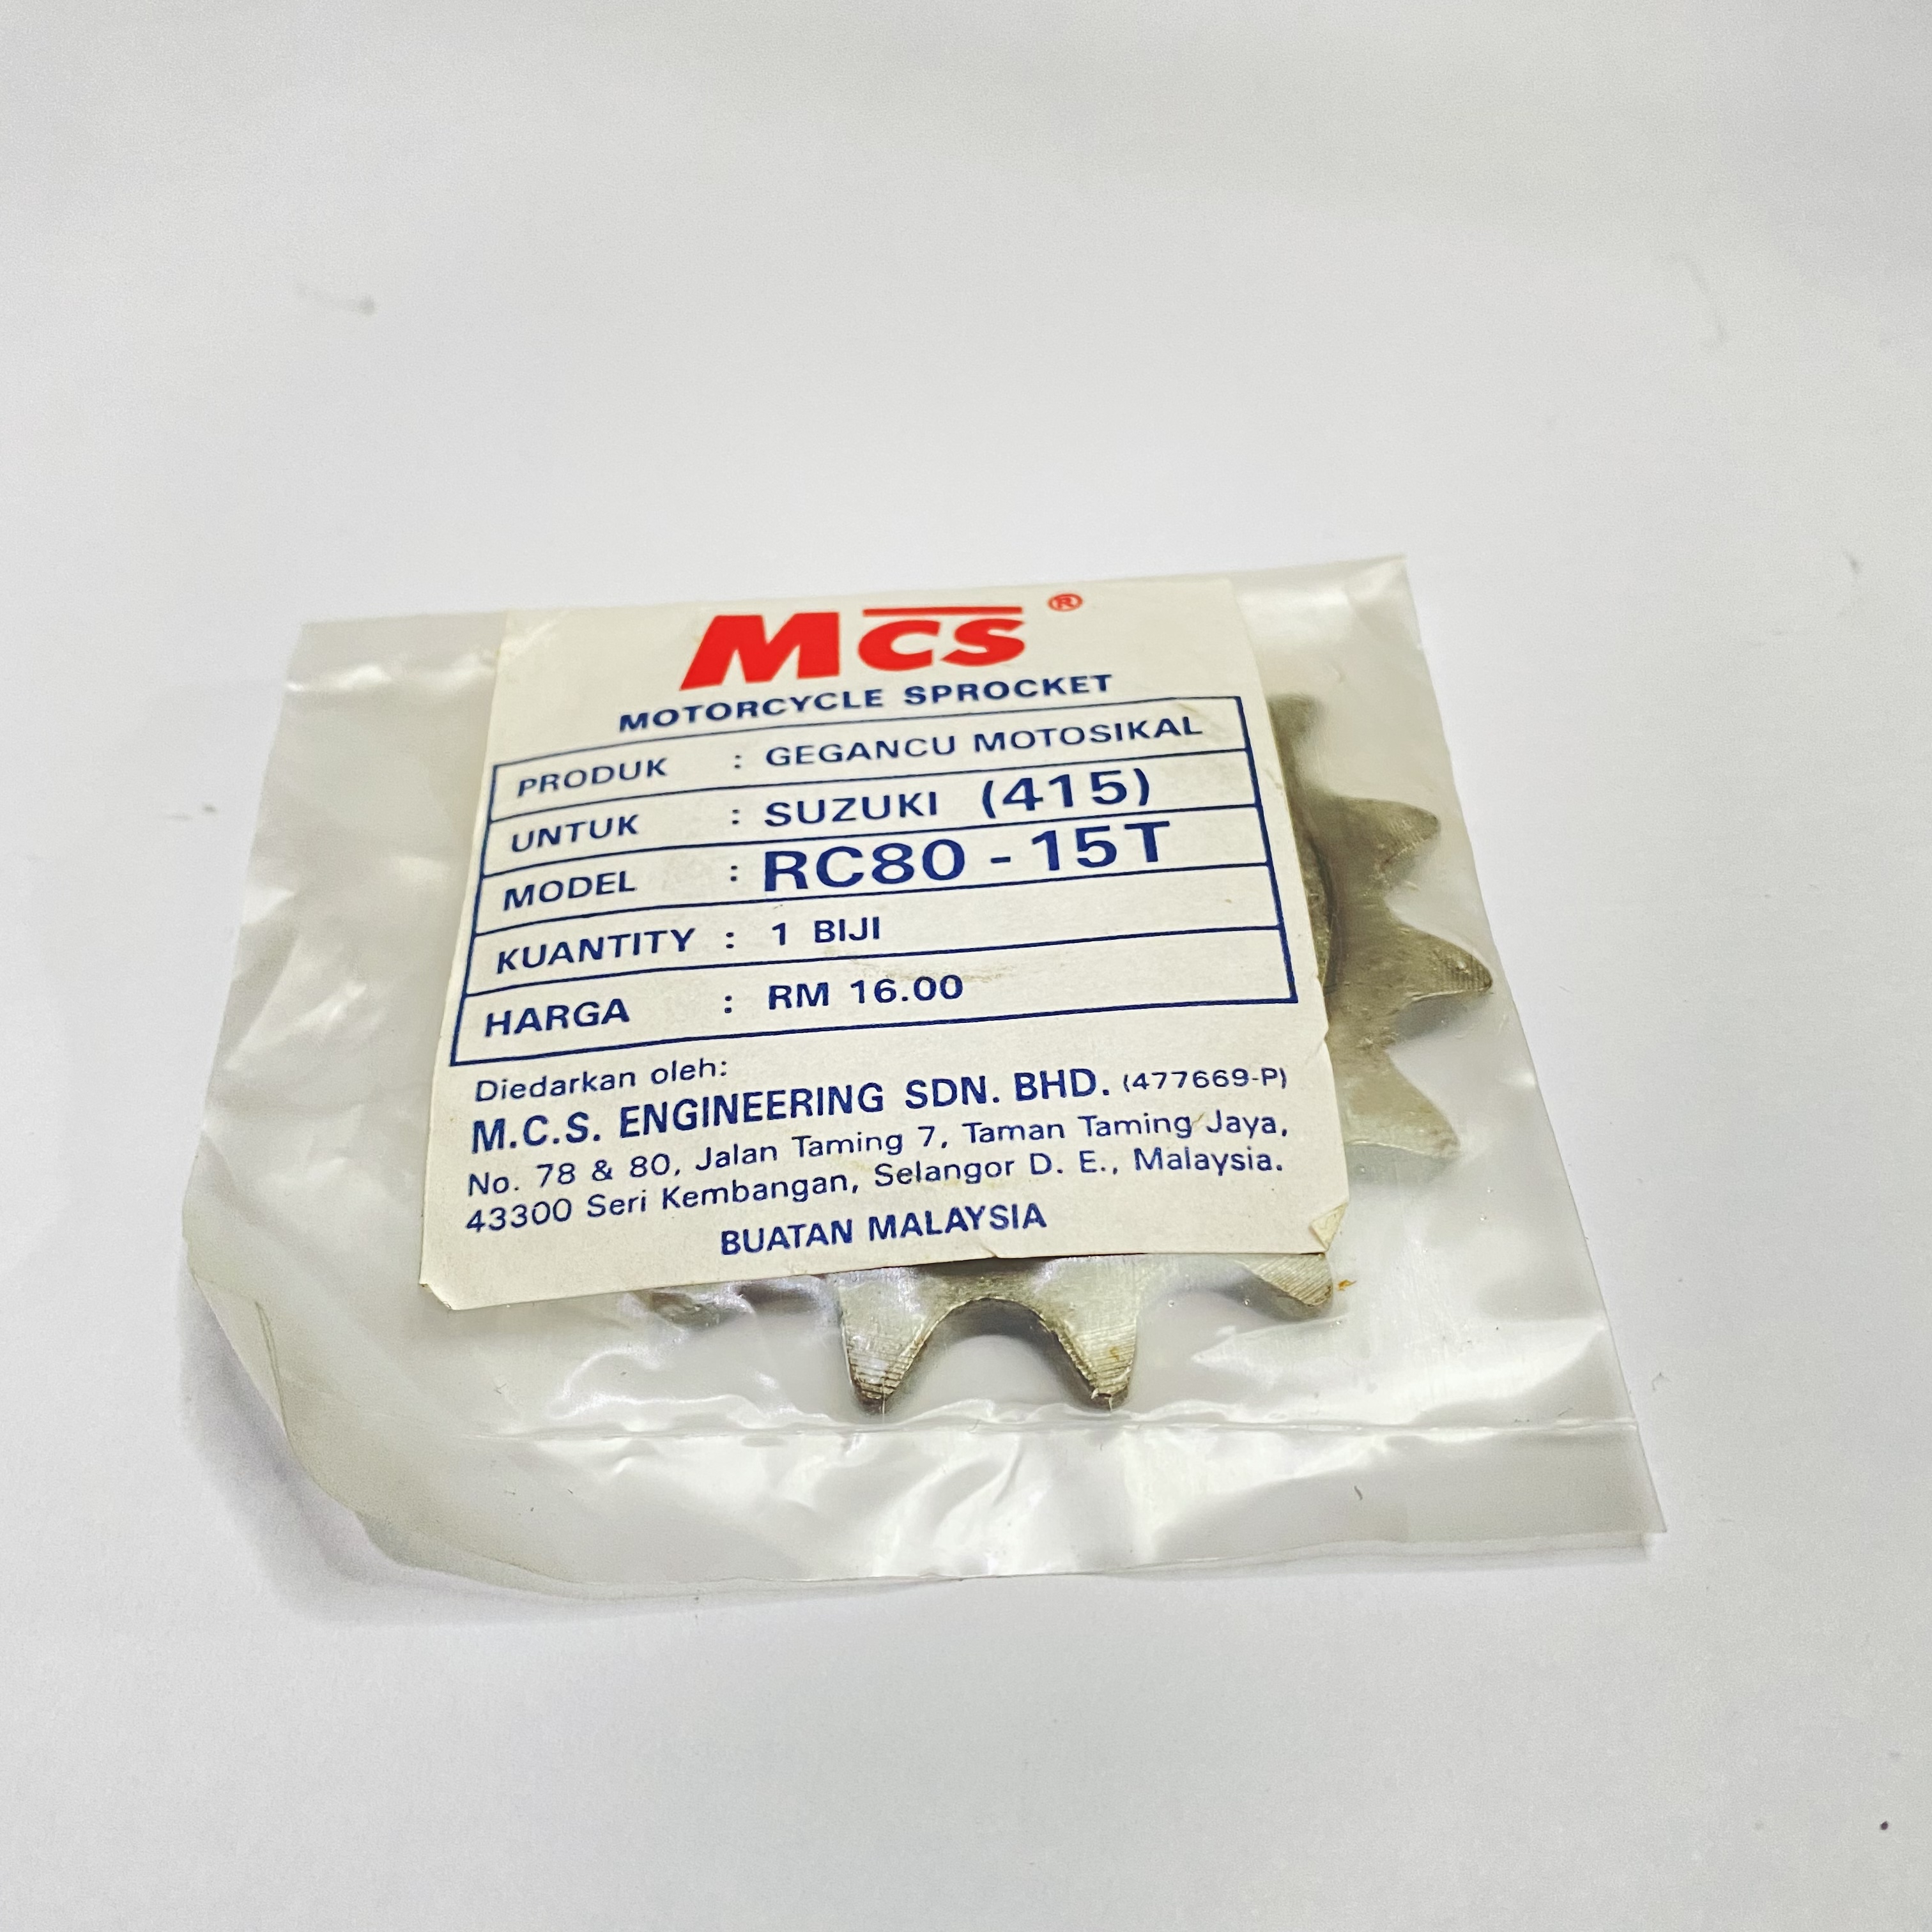 MCS ®
MOTORCYCLE SPROCKET
PRODUK : GEGANCU MOTOSIKAL
UNTUK : SUZUKI (415)
MODEL : RC80 - 15T
KUANTITY : 1 BIJI
HARGA : RM 16.00
Diedarkan oleh:
M.C.S. ENGINEERING SDN. BHD. (477669-P)
No. 78 & 80, Jalan Taming 7, Taman Taming Jaya,
43300 Seri Kembangan, Selangor D. E., Malaysia.
BUATAN MALAYSIA